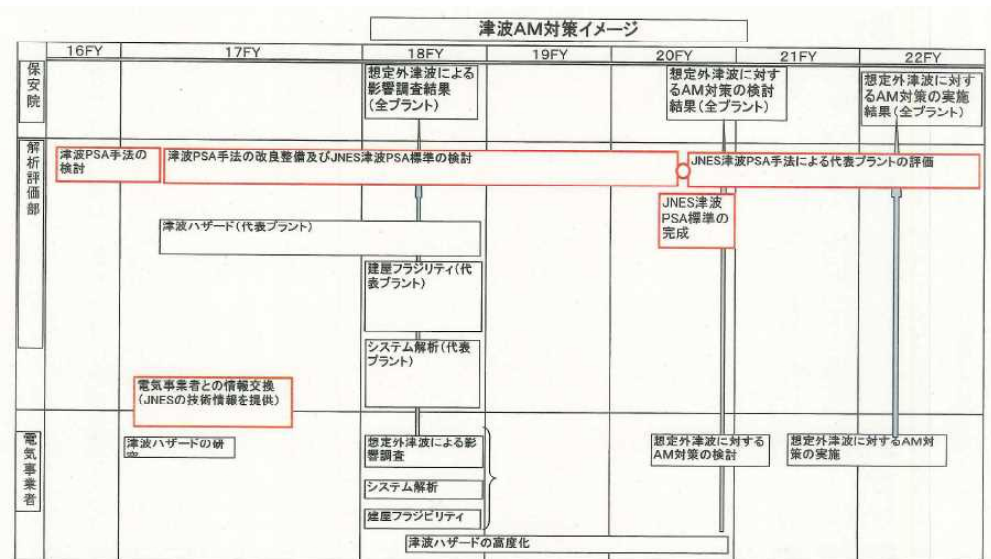 津波AM対策イメージ
16FY 17FY 18FY 19FY 20FY 21FY 22FY
保安院
想定外津波による
影響調査結果
(全プラント)
想定外津波に対す
るAM対策の検討
結果(全プラント)
想定外津波に対す
るAM対策の実施
結果(全プラント)
解析評価部
津波PSA手法の
検討
津波PSA手法の改良整備及びJNES津波PSA標準の検討
JNES津波PSA手法による代表プラントの評価
JNES津波
PSA標準の
完成
津波ハザード(代表プラント)
建屋フラジリティ(代
表プラント)
システム解析(代表
プラント)
電気事業者との情報交換
(JNESの技術情報を提供)
電気事業者
津波ハザードの研
想定外津波による影
響調査
システム解析
建屋フラジビリティ
津波ハザードの高度化
想定外津波に対する
AM対策の検討
想定外津波に対するAM対
策の実施